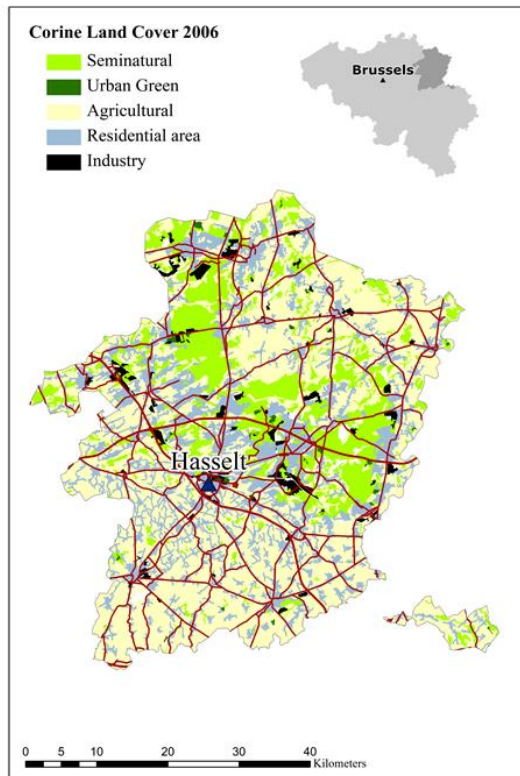 Corine Land Cover 2006
Seminatural
Urban Green
Agricultural
Residential area
Industry
Brussels
Hasselt
0 5 10 20 30 40
Kilometers